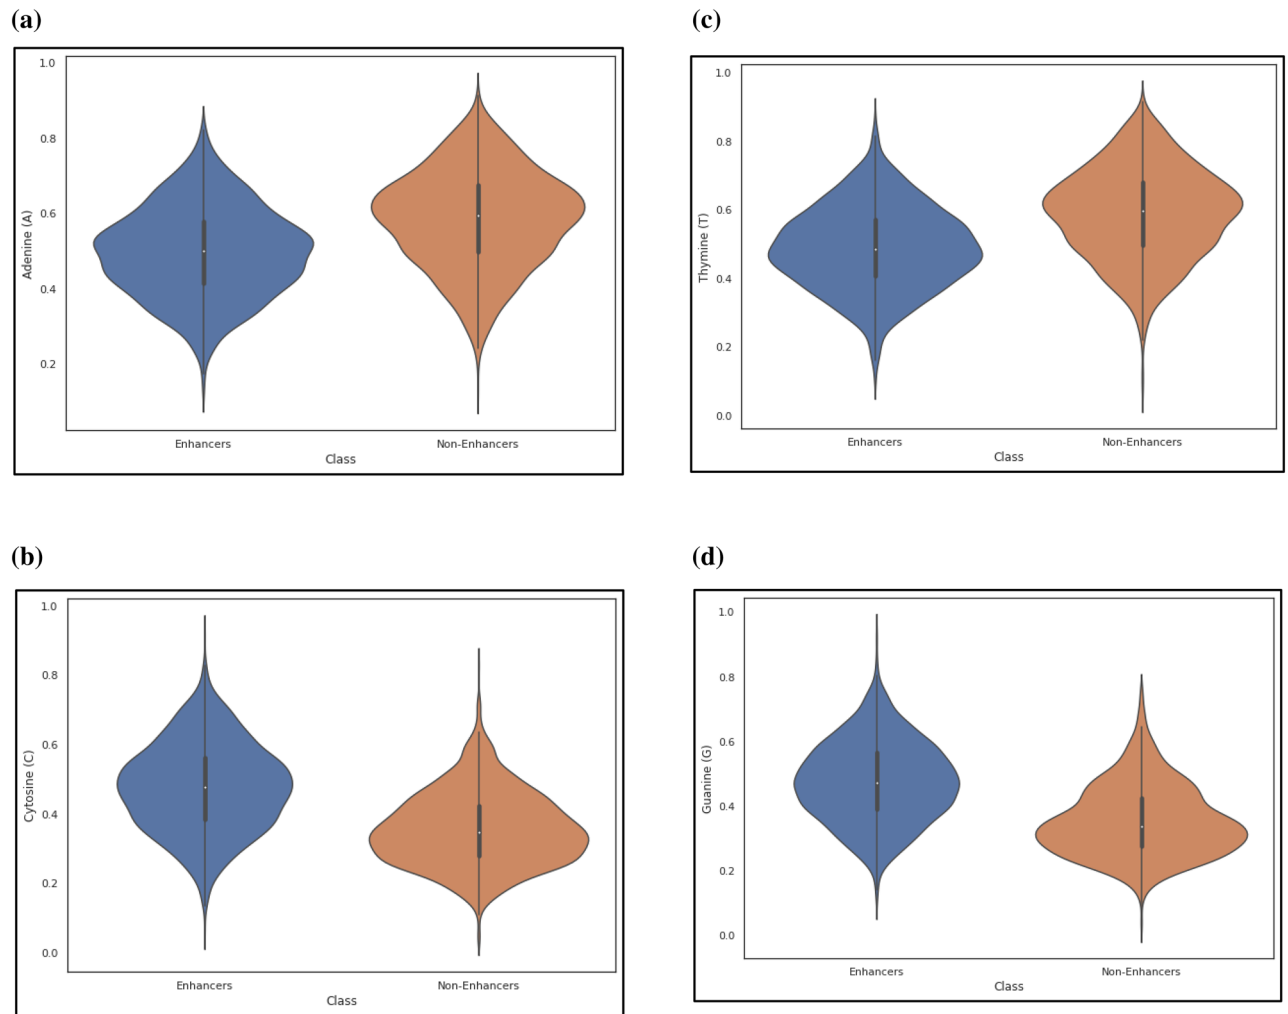 (a)
1.0
0.8
0.6
0.4
0.2
Adenine (A)
Enhancers Non-Enhancers
Class
(c)
1.0
0.8
0.6
0.4
0.2
0.0
Thymine (T)
Enhancers Non-Enhancers
Class
(b)
1.0
0.8
0.6
0.4
0.2
0.0
Cytosine (C)
Enhancers Non-Enhancers
Class
(d)
1.0
0.8
0.6
0.4
0.2
0.0
Guanine (G)
Enhancers Non-Enhancers
Class